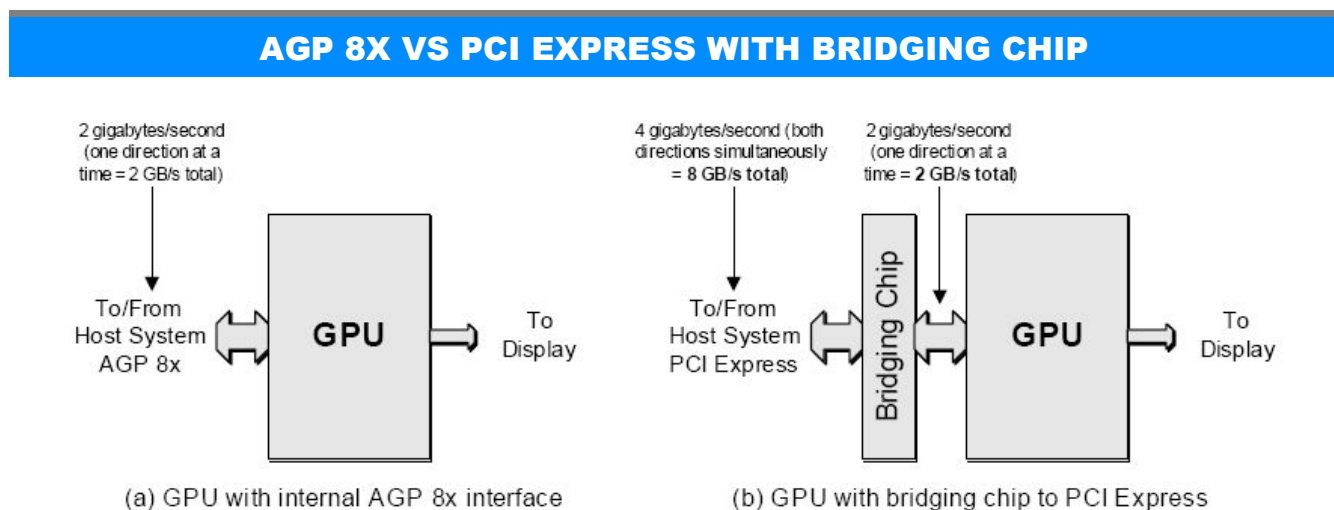 AGP 8X VS PCI EXPRESS WITH BRIDGING CHIP
2 gigabytes/second
(one direction at a
time = 2 GB/s total)
To/From
Host System
AGP 8x
GPU
To
Display
(a) GPU with internal AGP 8x interface
4 gigabytes/second (both
directions simultaneously
= 8 GB/s total)
2 gigabytes/second
(one direction at a
time = 2 GB/s total)
To/From
Host System
PCI Express
Bridging Chip
GPU
To
Display
(b) GPU with bridging chip to PCI Express